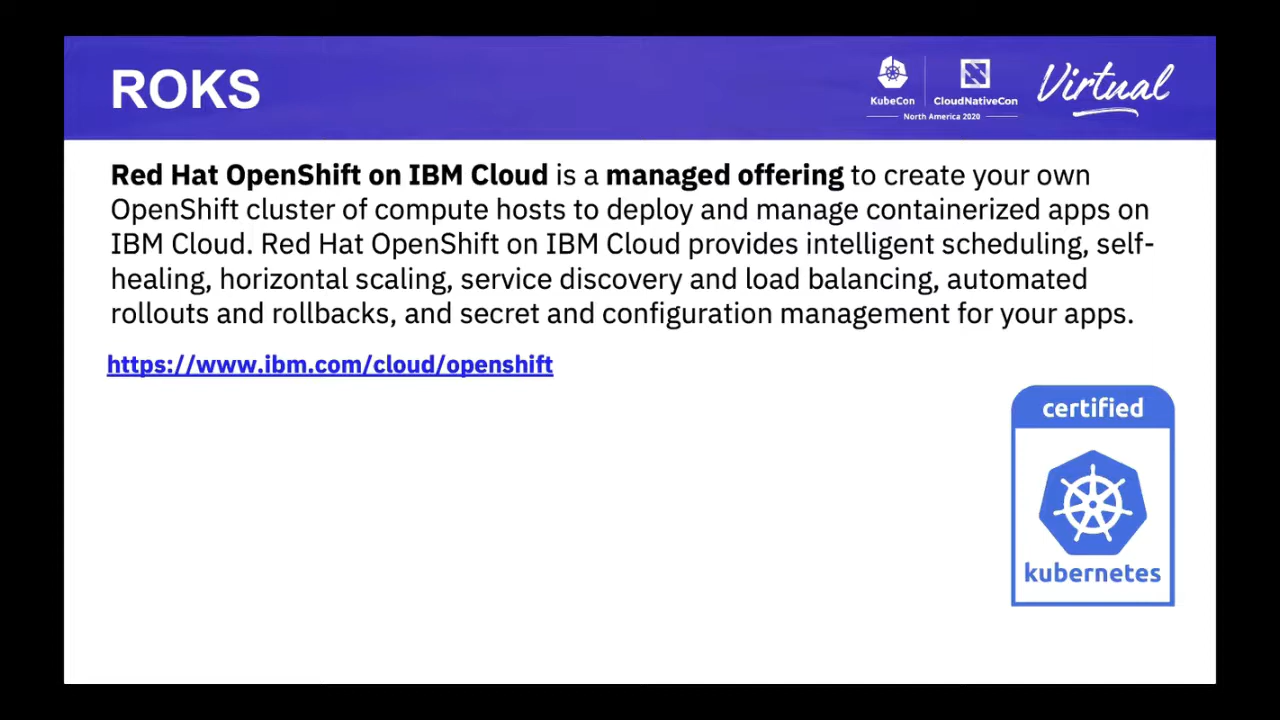 ROKS
KubeCon
CloudNativeCon
North America 2020
Virtual
Red Hat OpenShift on IBM Cloud is a managed offering to create your own
OpenShift cluster of compute hosts to deploy and manage containerized apps on
IBM Cloud. Red Hat OpenShift on IBM Cloud provides intelligent scheduling, self-
healing, horizontal scaling, service discovery and load balancing, automated
rollouts and rollbacks, and secret and configuration management for your apps.
https://www.ibm.com/cloud/openshift
certified
kubernetes